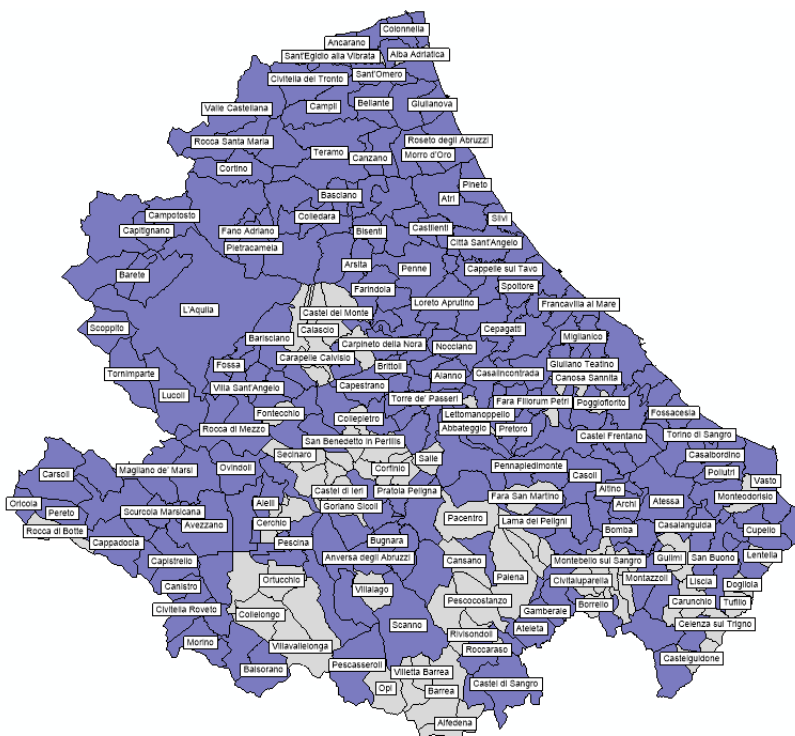 Colonnella
Ancarano
Sant'Egidio alla Vibrata
Alba Adriatica
Civitella del Tronto
Sant'Omero
Valle Castellana
Campli
Bellante
Giulianova
Rocca Santa Maria
Teramo
Canzano
Roseto degli Abruzzi
Morro d'Oro
Cortino
Basciano
Pineto
Atri
Campotosto
Capitignano
Fano Adriano
Colledara
Bisenti
Castilenti
Silvi
Pietracamela
Città Sant'Angelo
Barete
Arsita
Penne
Cappelle sul Tavo
Farindola
Spoltore
L'Aquila
Castel del Monte
Loreto Aprutino
Francavilla al Mare
Scoppito
Calascio
Cepagatti
Miglianico
Barisciano
Carpineto della Nora
Nocciano
Carapelle Calvisio
Brittoli
Giuliano Teatino
Tornimparte
Fossa
Villa Sant'Angelo
Capestrano
Alanno
Casalincontrada
Canosa Sannita
Lucoli
Torre de' Passeri
Fara Filiorum Petri
Poggiofiorito
Fontecchio
Collepietro
Lettomanoppello
Fossacesia
Rocca di Mezzo
Abbateggio
Pretoro
San Benedetto in Perillis
Castel Frentano
Torino di Sangro
Secinaro
Salle
Casalbordino
Carsoli
Magliano de' Marsi
Ovindoli
Corfinio
Pennapiedimonte
Casoli
Pollutri
Vasto
Castel di Ieri
Pratola Peligna
Fara San Martino
Altino
Monteodorisio
Oricola
Pereto
Scurcola Marsicana
Aielli
Goriano Sicoli
Archi
Atessa
Rocca di Botte
Avezzano
Cerchio
Pacentro
Lama dei Peligni
Bomba
Casalanguida
Cupello
Cappadocia
Pescina
Bugnara
Lentella
Capistrello
Anversa degli Abruzzi
Cansano
Montebello sul Sangro
Guilmi
San Buono
Palena
Canistro
Ortucchio
Villalago
Civitaluparella
Montazzoli
Liscia
Dogliola
Pescocostanzo
Carunchio
Tufillo
Civitella Roveto
Collelongo
Gamberale
Borrello
Scanno
Ateleta
Celenza sul Trigno
Morino
Villavallelonga
Rivisondoli
Roccaraso
Balsorano
Pescasseroli
Castelguidone
Villetta Barrea
Opi
Barrea
Castel di Sangro
Alfedena